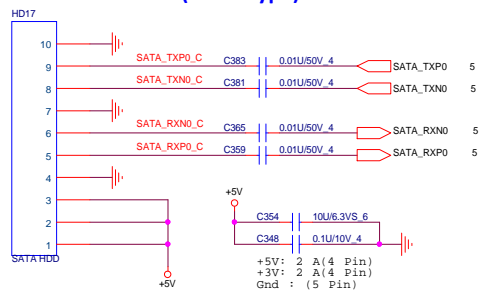 HD17
10
9 SATA_TXP0_C C383 0.01U/50V_4 SATA_TXP0 5
8 SATA_TXN0_C C381 0.01U/50V_4 SATA_TXN0 5
7
6 SATA_RXN0_C C365 0.01U/50V_4 SATA_RXN0 5
5 SATA_RXP0_C C359 0.01U/50V_4 SATA_RXP0 5
4
3
2
1
SATA HDD
+5V
+5V
C354 10U/6.3VS_6
C348 0.1U/10V_4
+5V: 2 A(4 Pin)
+3V: 2 A(4 Pin)
Gnd : (5 Pin)